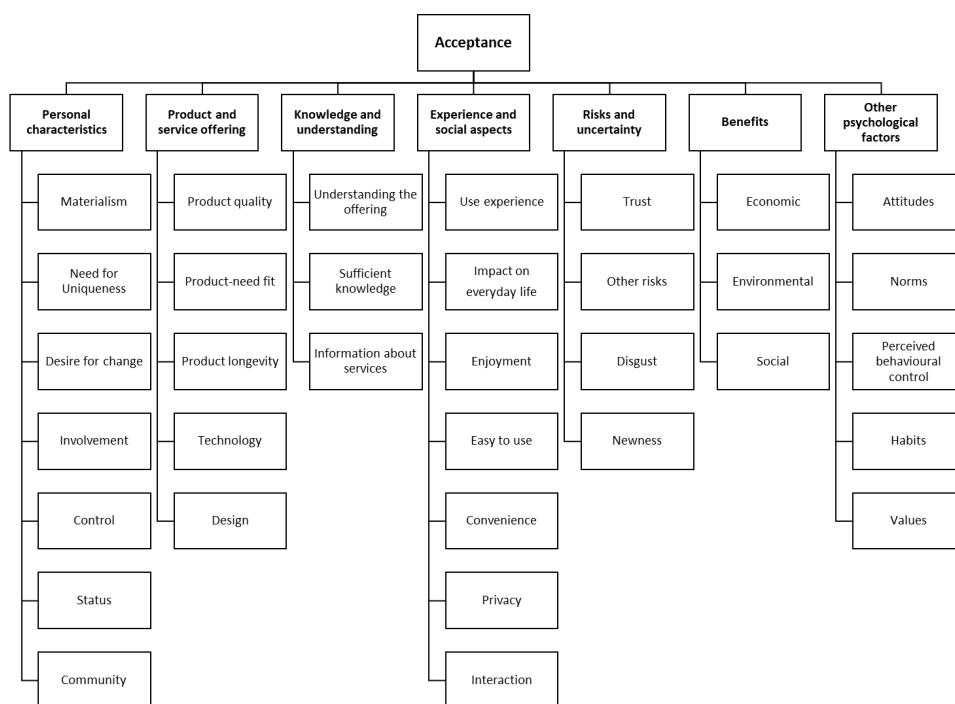 Acceptance
Personal
characteristics
Product and
service offering
Knowledge and
understanding
Experience and
social aspects
Risks and
uncertainty
Benefits
Other
psychological
factors
Materialism
Need for
Uniqueness
Desire for change
Involvement
Control
Status
Community
Product quality
Product-need fit
Product longevity
Technology
Design
Understanding the
offering
Sufficient
knowledge
Information about
services
Use experience
Impact on
everyday life
Enjoyment
Easy to use
Convenience
Privacy
Interaction
Trust
Other risks
Disgust
Newness
Economic
Environmental
Social
Attitudes
Norms
Perceived
behavioural
control
Habits
Values